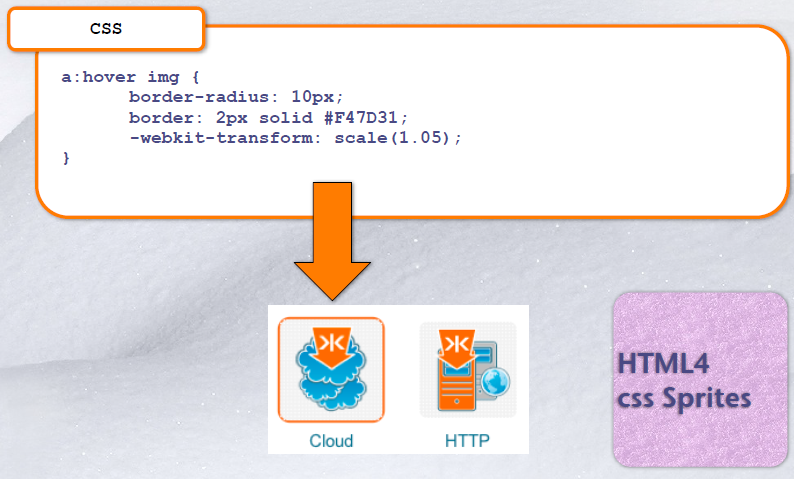 CSS
a:hover img {
border-radius: 10px;
border: 2px solid #F47D31;
-webkit-transform: scale(1.05);
}
Cloud
HTTP
HTML4
css Sprites